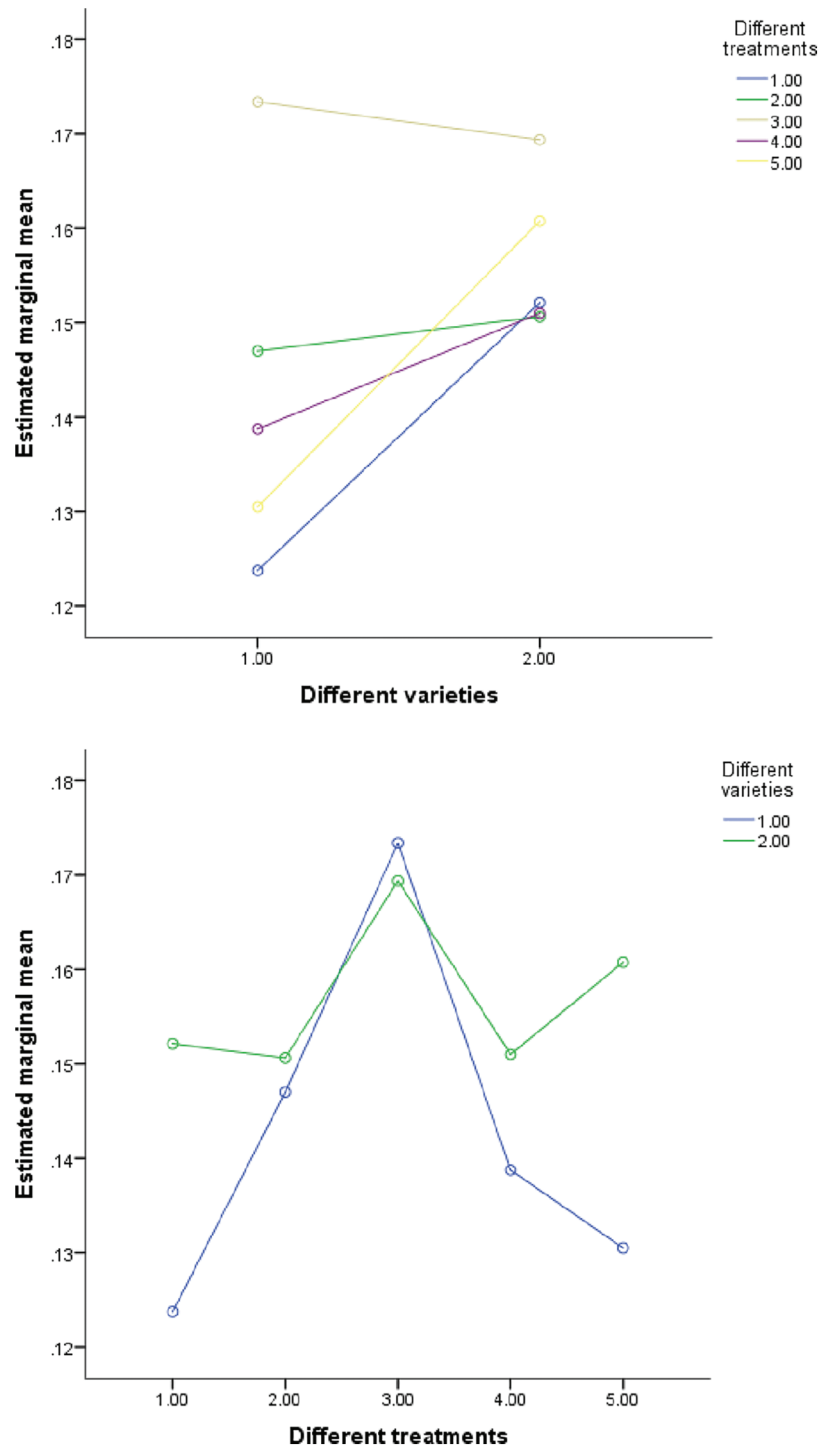 Different
treatments
1.00
2.00
3.00
4.00
5.00
.18
.17
.16
.15
.14
.13
.12
Estimated marginal mean
1.00 2.00
Different varieties
Different
varieties
1.00
2.00
.18
.17
.16
.15
.14
.13
.12
Estimated marginal mean
1.00 2.00 3.00 4.00 5.00
Different treatments